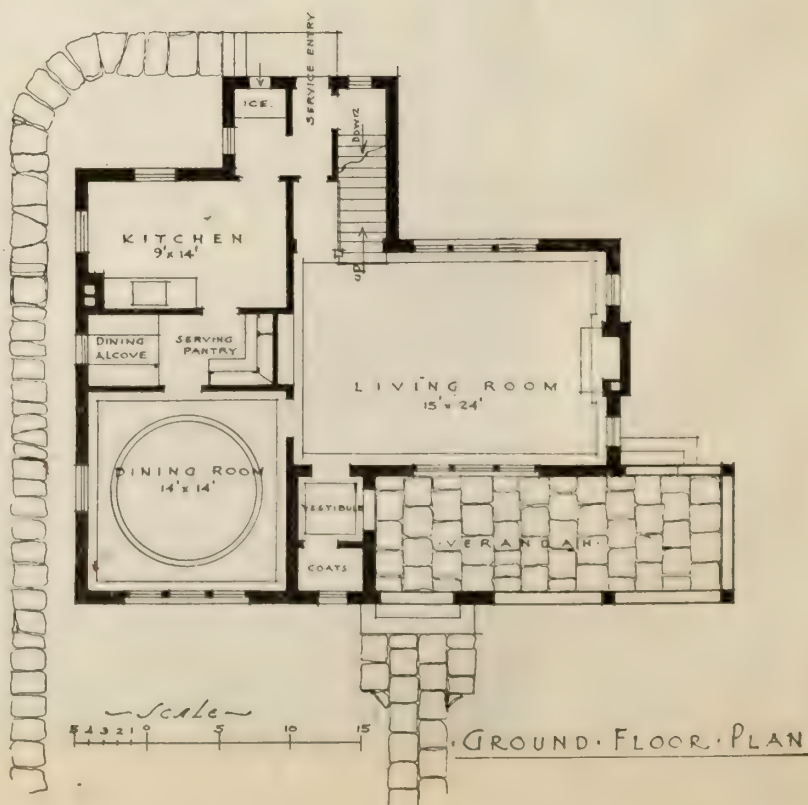 SERVICE ENTRY
ICE.
DOWN
KITCHEN
9' x 14'
UP
DINING
ALCOVE
SERVING
PANTRY
LIVING ROOM
15' x 24'
DINING ROOM
14' x 14'
VESTIBULE
·VERANDAH·
COATS
Scale
5 4 3 2 1 0 5 10 15
·GROUND·FLOOR·PLAN